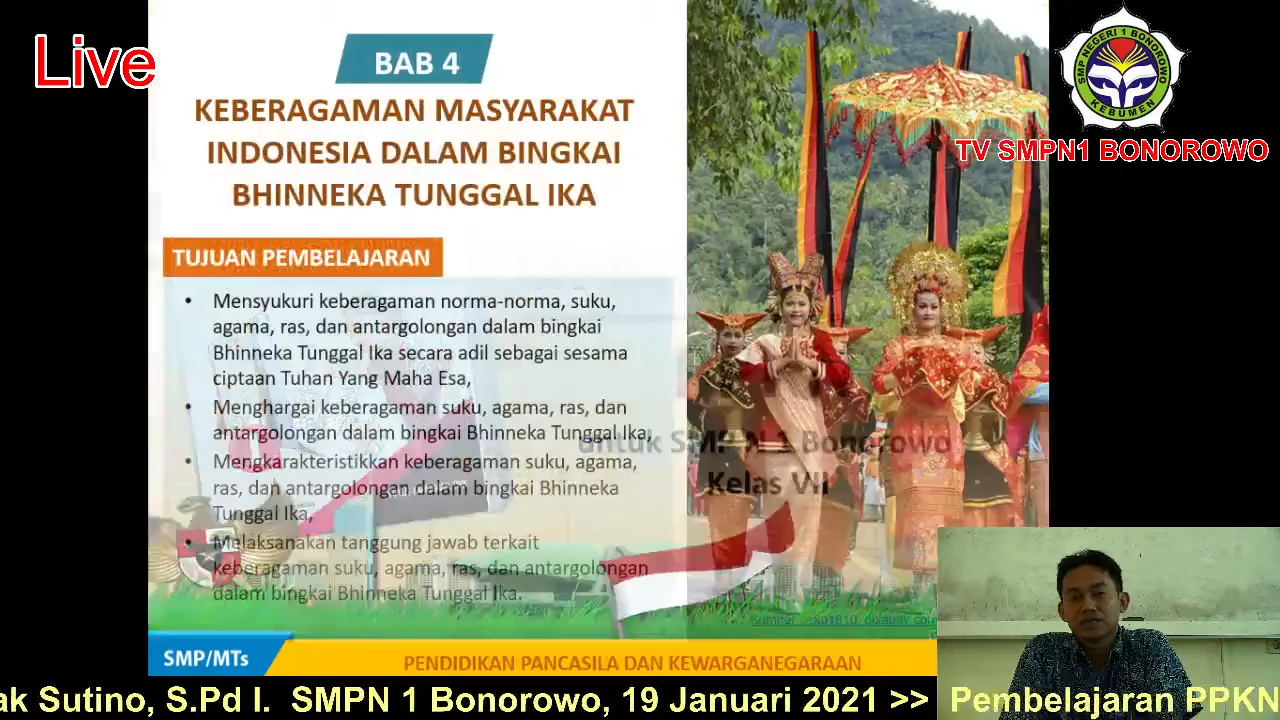 Live
BAB 4
KEBERAGAMAN MASYARAKAT
INDONESIA DALAM BINGKAI
BHINNEKA TUNGGAL IKA
TUJUAN PEMBELAJARAN
• Mensyukuri keberagaman norma-norma, suku,
agama, ras, dan antargolongan dalam bingkai
Bhinneka Tunggal Ika secara adil sebagai sesama
ciptaan Tuhan Yang Maha Esa,
• Menghargai keberagaman suku, agama, ras, dan
antargolongan dalam bingkai Bhinneka Tunggal Ika,
• Mengkarakteristikkan keberagaman suku, agama,
ras, dan antargolongan dalam bingkai Bhinneka
Tunggal Ika,
• Melaksanakan tanggung jawab terkait
keberagaman suku, agama, ras, dan antargolongan
dalam bingkai Bhinneka Tunggal Ika.
untuk SMP N 1 Bonorowo
Kelas VII
SMP NEGERI 1 BONOROWO
KEBUMEN
TV SMPN1 BONOROWO
SMP/MTs
PENDIDIKAN PANCASILA DAN KEWARGANEGARAAN
ak Sutino, S.Pd I. SMPN 1 Bonorowo, 19 Januari 2021 >> Pembelajaran PPKN